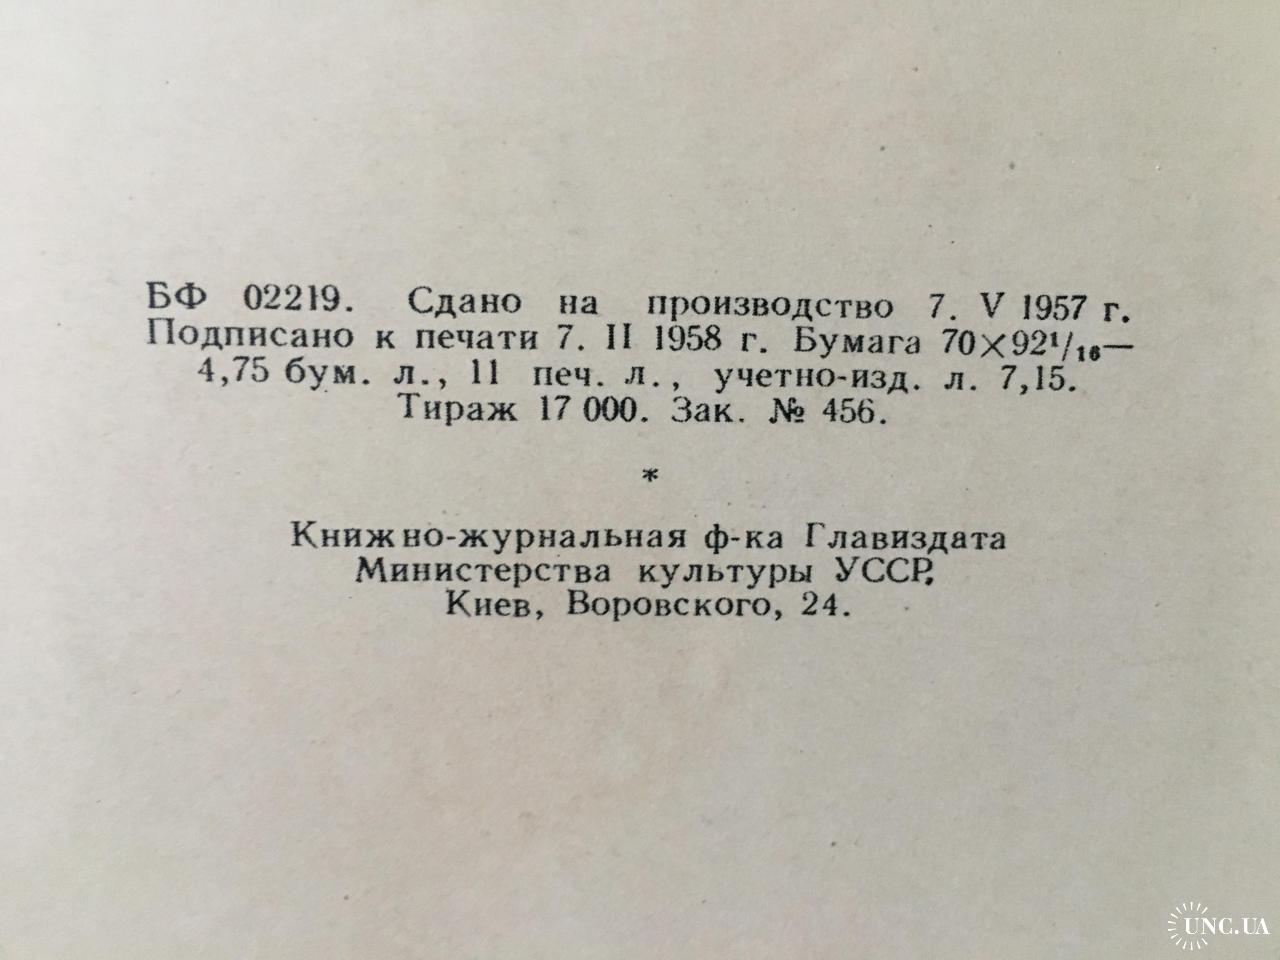 БФ 02219. Сдано на производство 7. V 1957 г.
Подписано к печати 7. II 1958 г. Бумага 70×92¹/₁₆—
4,75 бум. л., 11 печ. л., учетно-изд. л. 7,15.
Тираж 17 000. Зак. № 456.
*
Книжно-журнальная ф-ка Главиздата
Министерства культуры УССР,
Киев, Воровского, 24.
UNC.UA